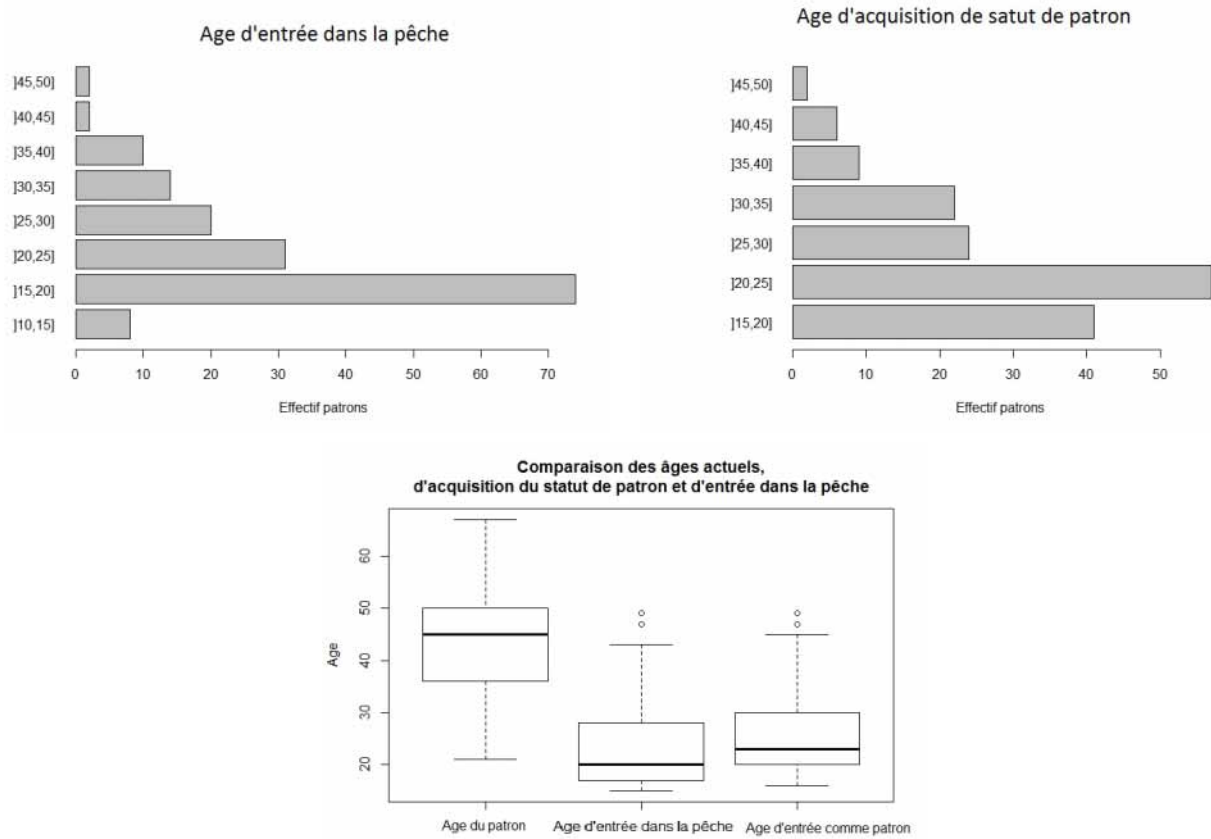 Age d'entrée dans la pêche
]45,50]
]40,45]
]35,40]
]30,35]
]25,30]
]20,25]
]15,20]
]10,15]
0 10 20 30 40 50 60 70
Effectif patrons
Age d'acquisition de satut de patron
]45,50]
]40,45]
]35,40]
]30,35]
]25,30]
]20,25]
]15,20]
0 10 20 30 40 50
Effectif patrons
Comparaison des âges actuels,
d'acquisition du statut de patron et d'entrée dans la pêche
Age
60
50
40
30
20
Age du patron Age d'entrée dans la pêche Age d'entrée comme patron